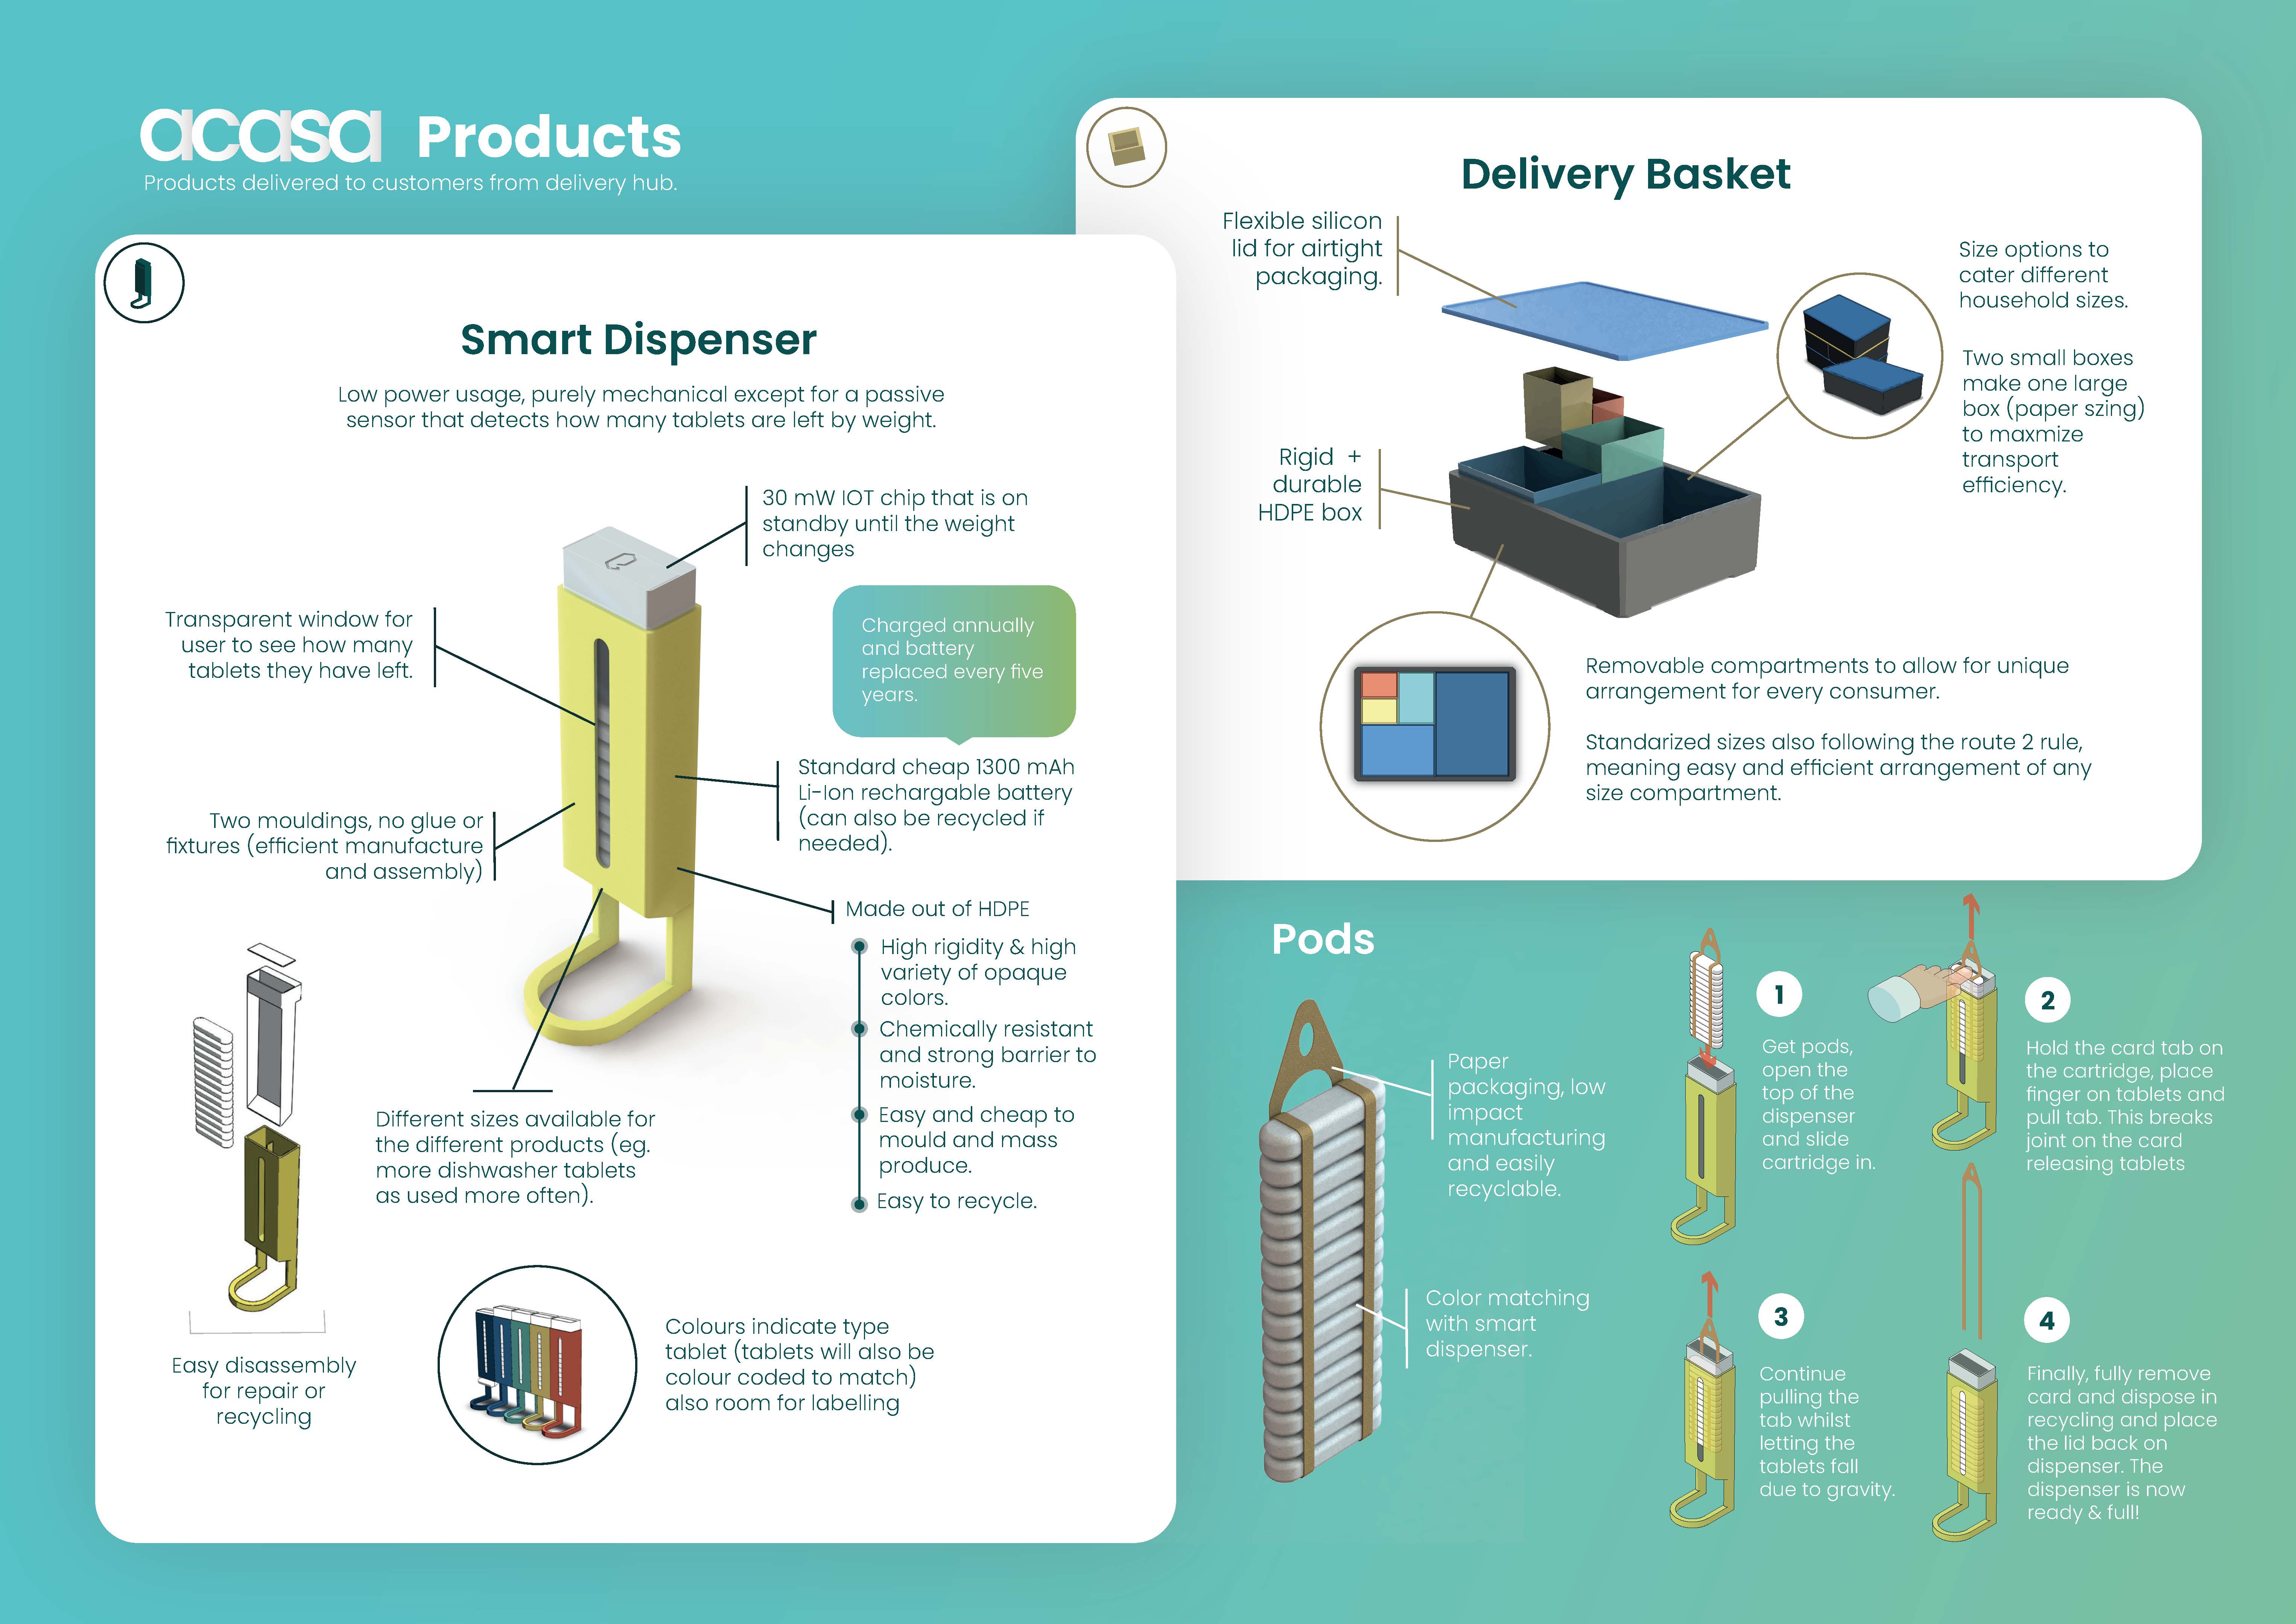 acasa Products
Products delivered to customers from delivery hub.
Smart Dispenser
Low power usage, purely mechanical except for a passive
sensor that detects how many tablets are left by weight.
30 mW IOT chip that is on
standby until the weight
changes
Transparent window for
user to see how many
tablets they have left.
Charged annually
and battery
replaced every five
years.
Standard cheap 1300 mAh
Li-Ion rechargable battery
(can also be recycled if
needed).
Two mouldings, no glue or
fixtures (efficient manufacture
and assembly)
Made out of HDPE
High rigidity & high
variety of opaque
colors.
Chemically resistant
and strong barrier to
moisture.
Easy and cheap to
mould and mass
produce.
Easy to recycle.
Different sizes available for
the different products (eg.
more dishwasher tablets
as used more often).
Easy disassembly
for repair or
recycling
Colours indicate type
tablet (tablets will also be
colour coded to match)
also room for labelling
Delivery Basket
Flexible silicon
lid for airtight
packaging.
Size options to
cater different
household sizes.
Two small boxes
make one large
box (paper szing)
to maxmize
transport
efficiency.
Rigid +
durable
HDPE box
Removable compartments to allow for unique
arrangement for every consumer.
Standarized sizes also following the route 2 rule,
meaning easy and efficient arrangement of any
size compartment.
Pods
Paper
packaging, low
impact
manufacturing
and easily
recyclable.
Color matching
with smart
dispenser.
1
Get pods,
open the
top of the
dispenser
and slide
cartridge in.
2
Hold the card tab on
the cartridge, place
finger on tablets and
pull tab. This breaks
joint on the card
releasing tablets
3
Continue
pulling the
tab whilst
letting the
tablets fall
due to gravity.
4
Finally, fully remove
card and dispose in
recycling and place
the lid back on
dispenser. The
dispenser is now
ready & full!